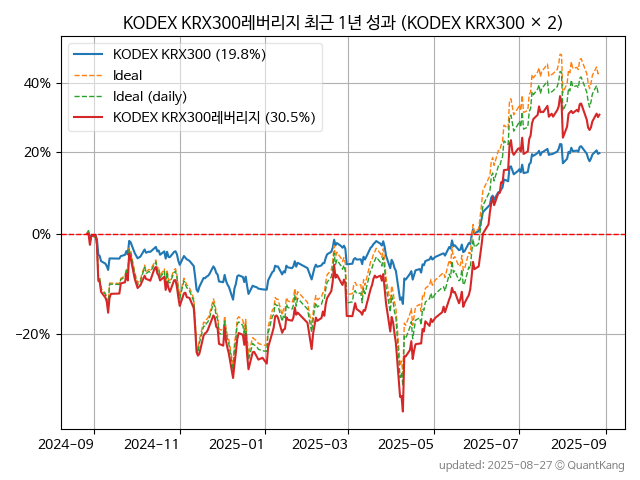 KODEX KRX300레버리지 최근 1년 성과 (KODEX KRX300 × 2)
KODEX KRX300 (19.8%)
Ideal
Ideal (daily)
KODEX KRX300레버리지 (30.5%)
40%
20%
0%
−20%
2024−09
2024−11
2025−01
2025−03
2025−05
2025−07
2025−09
updated: 2025-08-27 © QuantKang